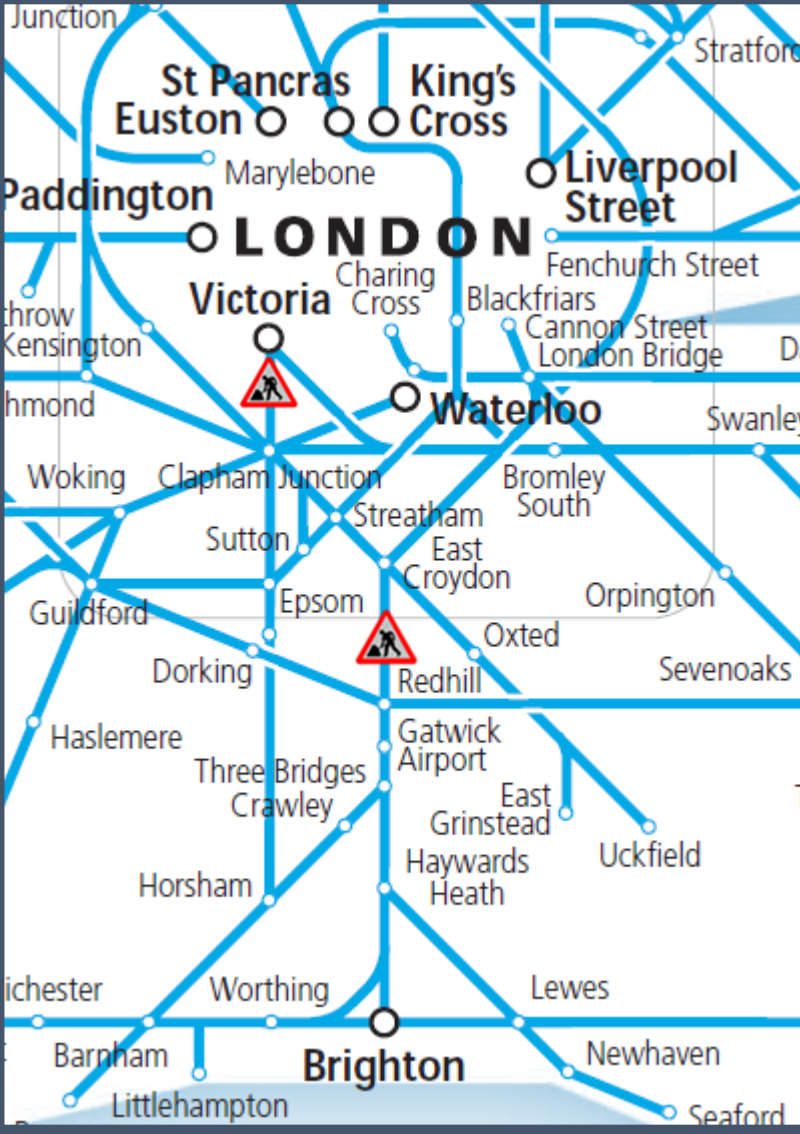 Junction
Stratford
St Pancras
King's
Euston
Cross
Marylebone
Liverpool
Street
Paddington
LONDON
Fenchurch Street
Charing
Cross
Victoria
Blackfriars
Cannon Street
throw
Kensington
London Bridge
D
hmond
Waterloo
Swanley
Woking
Clapham Junction
Bromley
South
Streatham
Sutton
East
Croydon
Epsom
Orpington
Guildford
Oxted
Dorking
Redhill
Sevenoaks
Haslemere
Gatwick
Airport
Three Bridges
Crawley
East
Grinstead
Uckfield
Haywards
Heath
Horsham
ichester
Worthing
Lewes
Barnham
Brighton
Newhaven
Littlehampton
Seaford